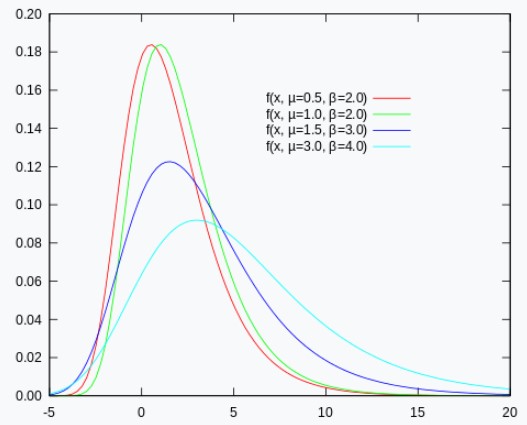 0.20
0.18
0.16
0.14
0.12
0.10
0.08
0.06
0.04
0.02
0.00
f(x, μ=0.5, β=2.0)
f(x, μ=1.0, β=2.0)
f(x, μ=1.5, β=3.0)
f(x, μ=3.0, β=4.0)
-5 0 5 10 15 20